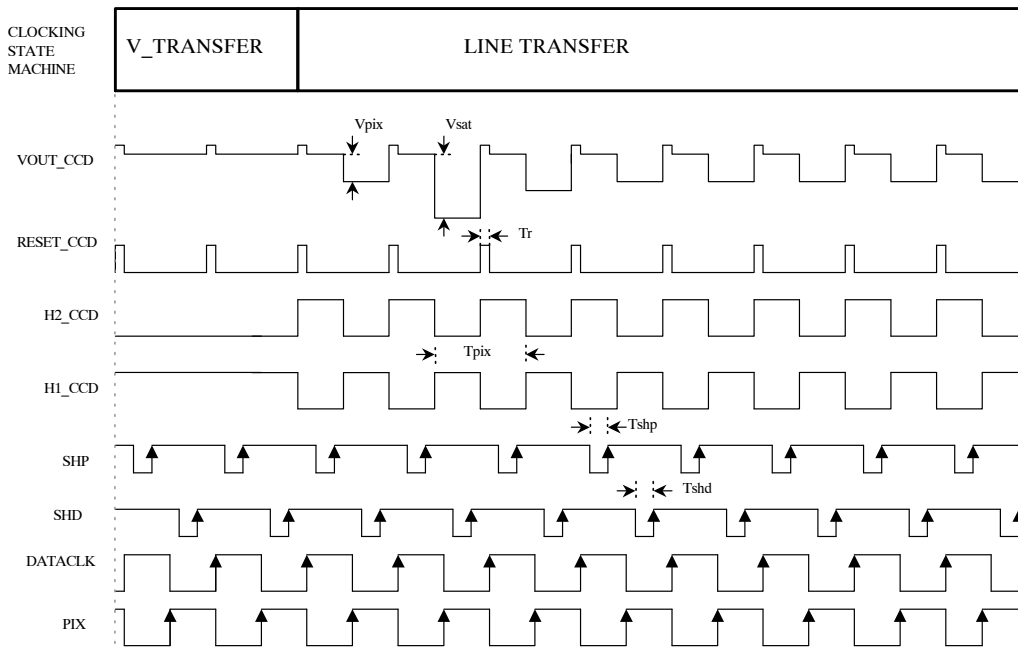 CLOCKING
STATE
MACHINE
V_TRANSFER
LINE TRANSFER
Vpix
Vsat
VOUT_CCD
RESET_CCD
Tr
H2_CCD
Tpix
H1_CCD
Tshp
SHP
Tshd
SHD
DATACLK
PIX